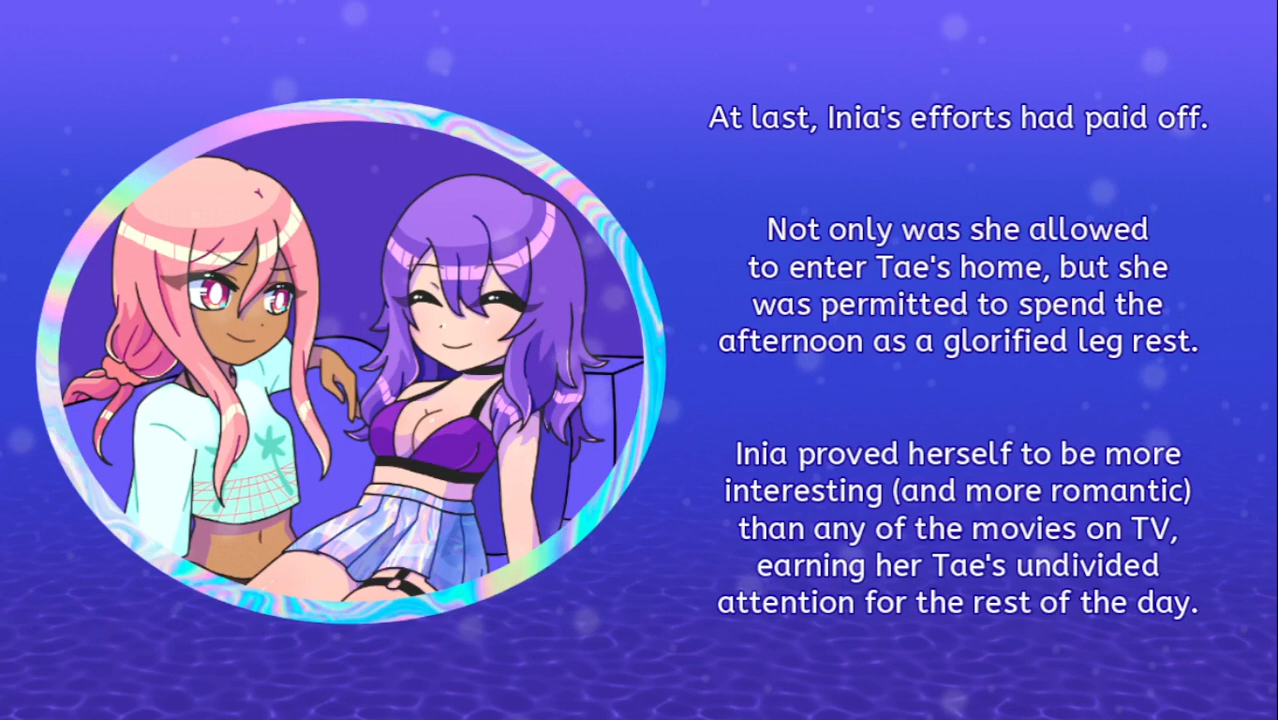 At last, Inia's efforts had paid off.
Not only was she allowed
to enter Tae's home, but she
was permitted to spend the
afternoon as a glorified leg rest.
Inia proved herself to be more
interesting (and more romantic)
than any of the movies on TV,
earning her Tae's undivided
attention for the rest of the day.